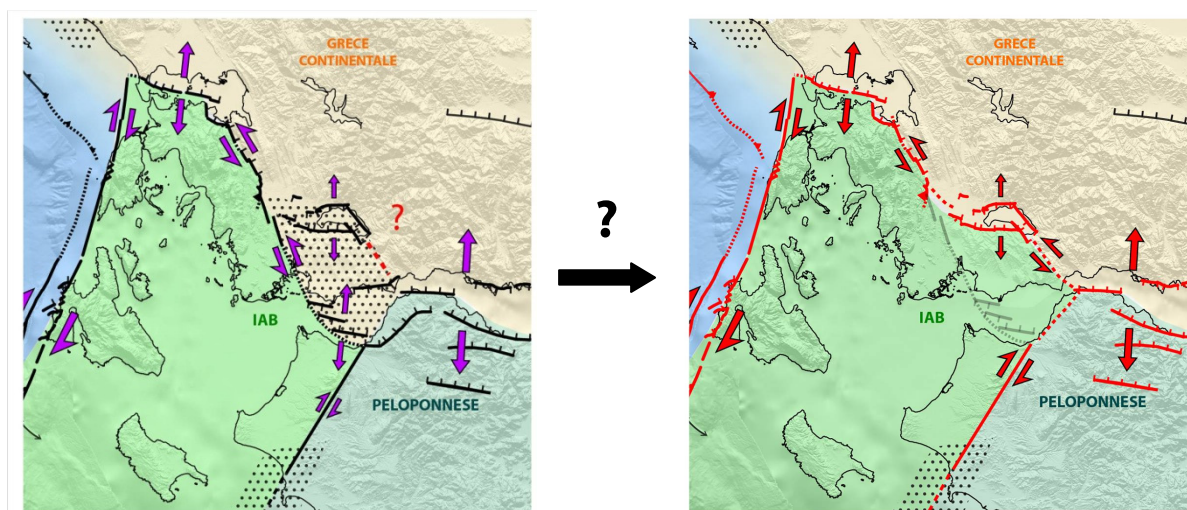 GRECE
CONTINENTALE
?
IAB
PELOPONNESE
?
GRECE
CONTINENTALE
IAB
PELOPONNESE